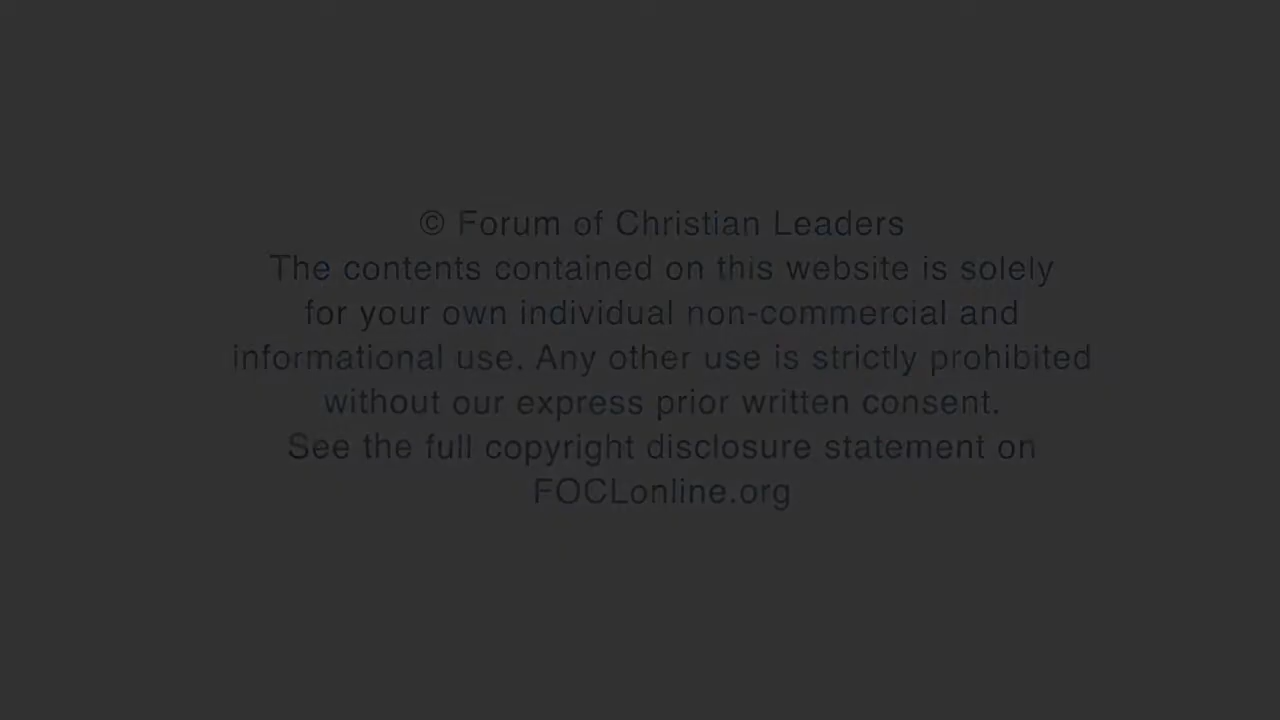 © Forum of Christian Leaders
The contents contained on this website is solely
for your own individual non-commercial and
informational use. Any other use is strictly prohibited
without our express prior written consent.
See the full copyright disclosure statement on
FOCLonline.org